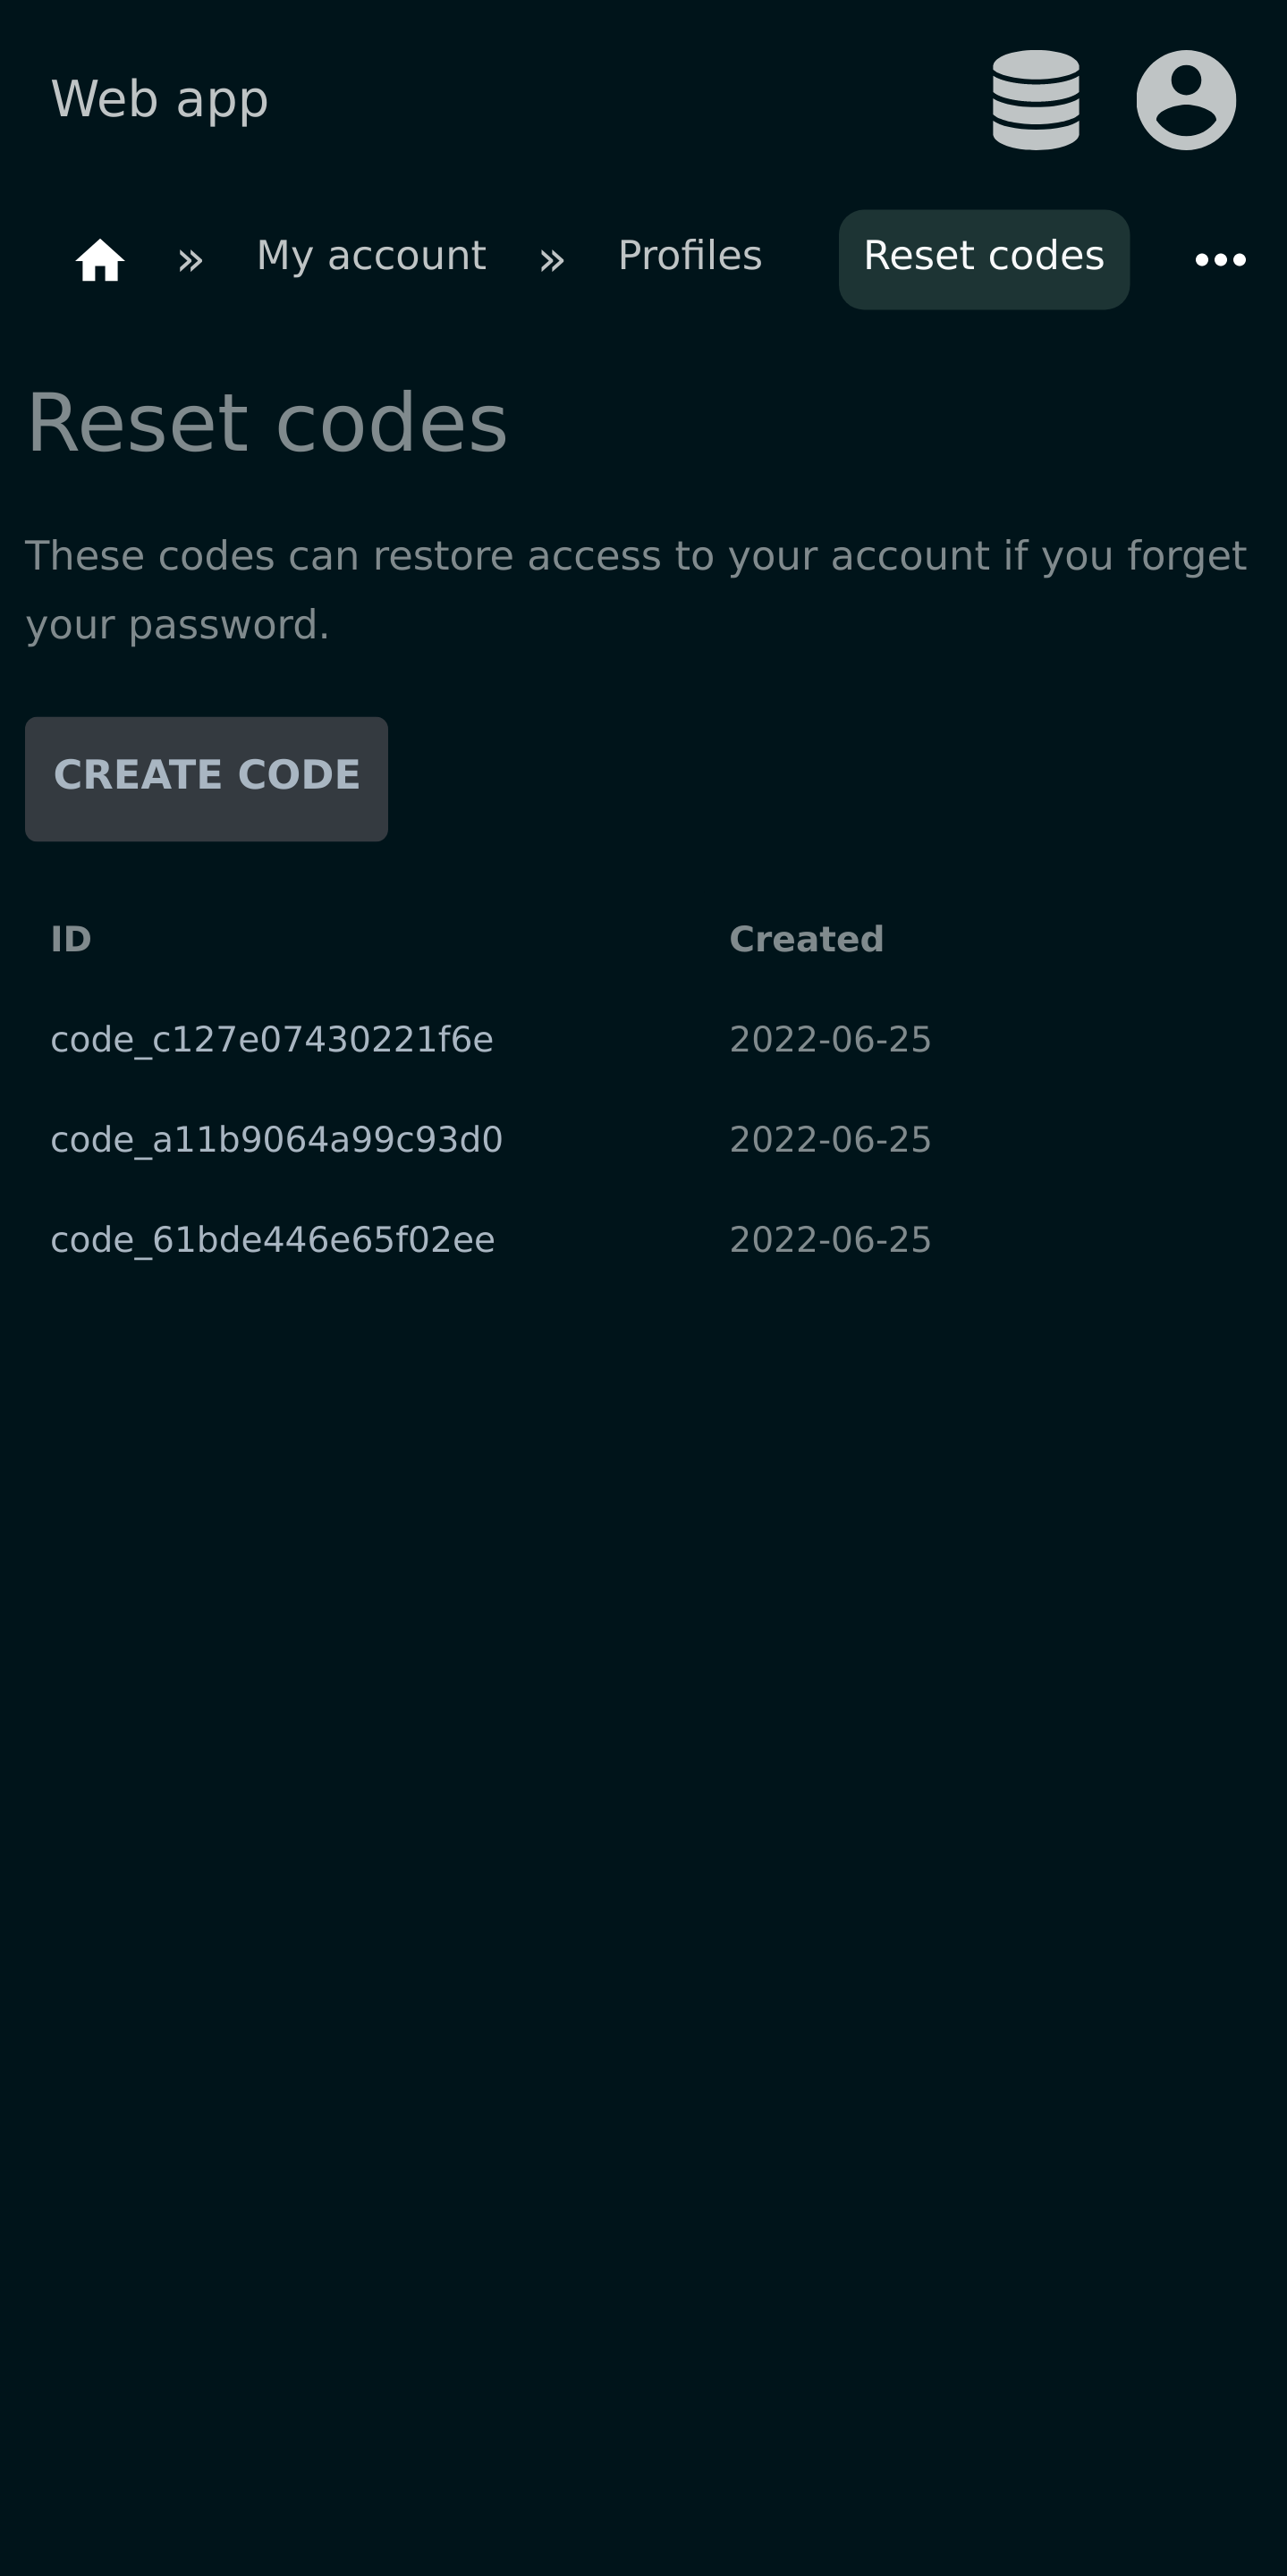 Web app
» My account » Profiles Reset codes
Reset codes
These codes can restore access to your account if you forget
your password.
CREATE CODE
ID Created
code_c127e07430221f6e 2022-06-25
code_a11b9064a99c93d0 2022-06-25
code_61bde446e65f02ee 2022-06-25